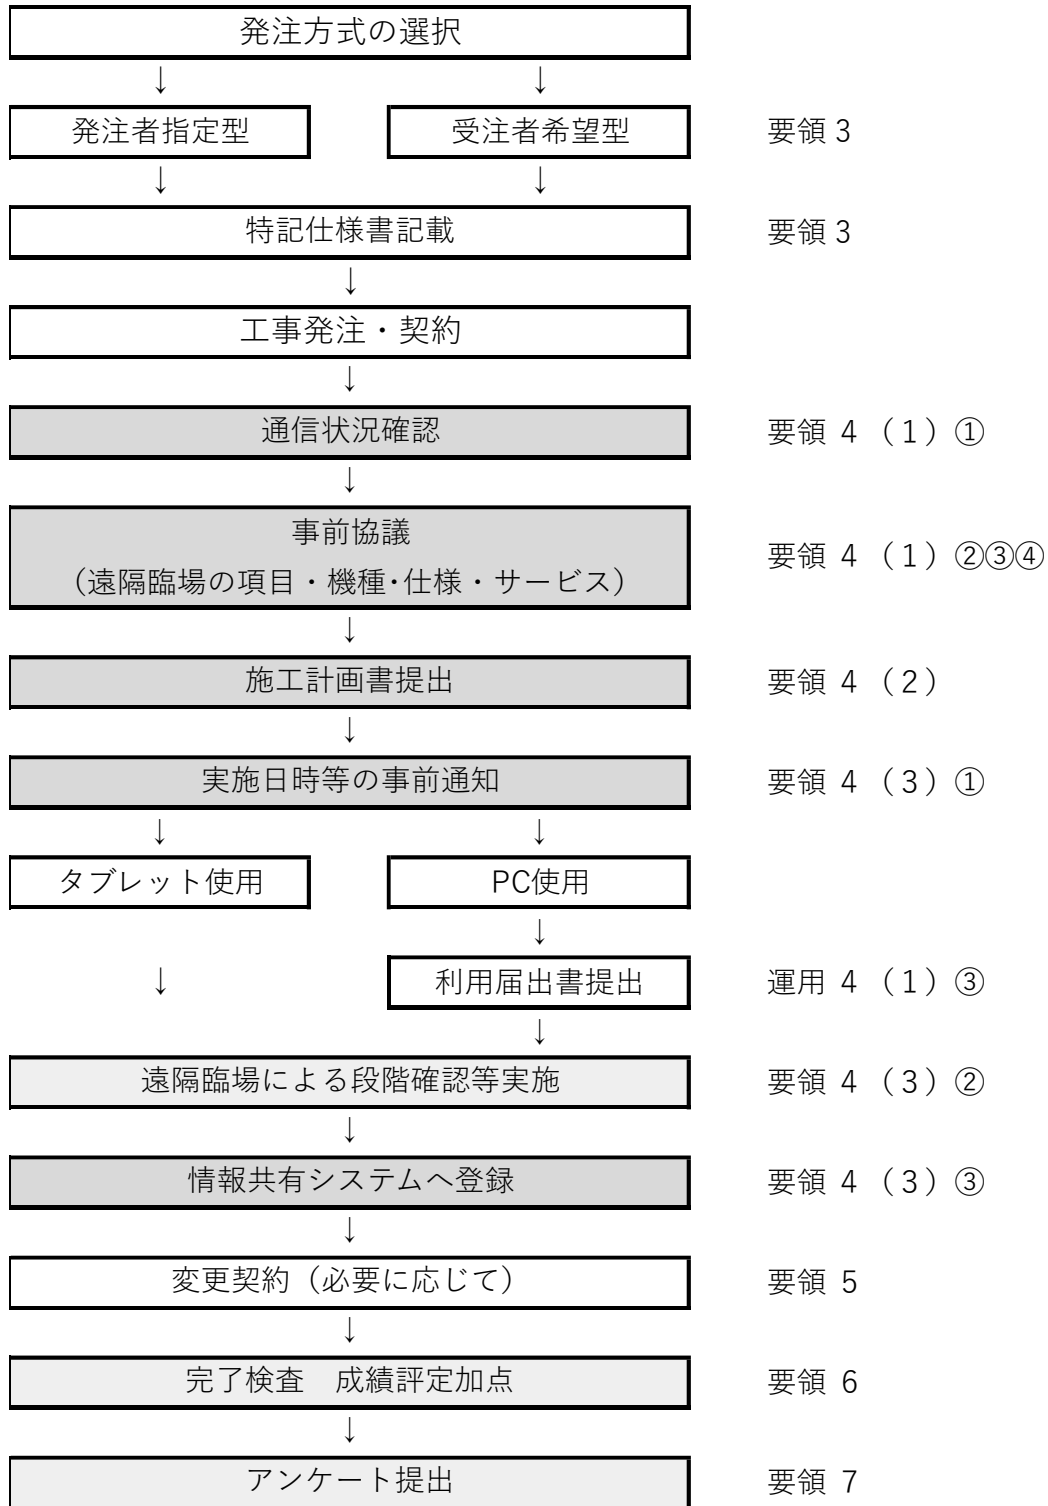 発注方式の選択
↓ ↓
発注者指定型 受注者希望型 要領 3
↓ ↓
特記仕様書記載 要領 3
↓
工事発注・契約
↓
通信状況確認 要領 4 （1）①
↓
事前協議
（遠隔臨場の項目・機種･仕様・サービス） 要領 4 （1）②③④
↓
施工計画書提出 要領 4 （2）
↓
実施日時等の事前通知 要領 4 （3）①
↓ ↓
タブレット使用 PC使用
↓
↓ 利用届出書提出 運用 4 （1）③
↓
遠隔臨場による段階確認等実施 要領 4 （3）②
↓
情報共有システムへ登録 要領 4 （3）③
↓
変更契約（必要に応じて） 要領 5
↓
完了検査　成績評定加点 要領 6
↓
アンケート提出 要領 7